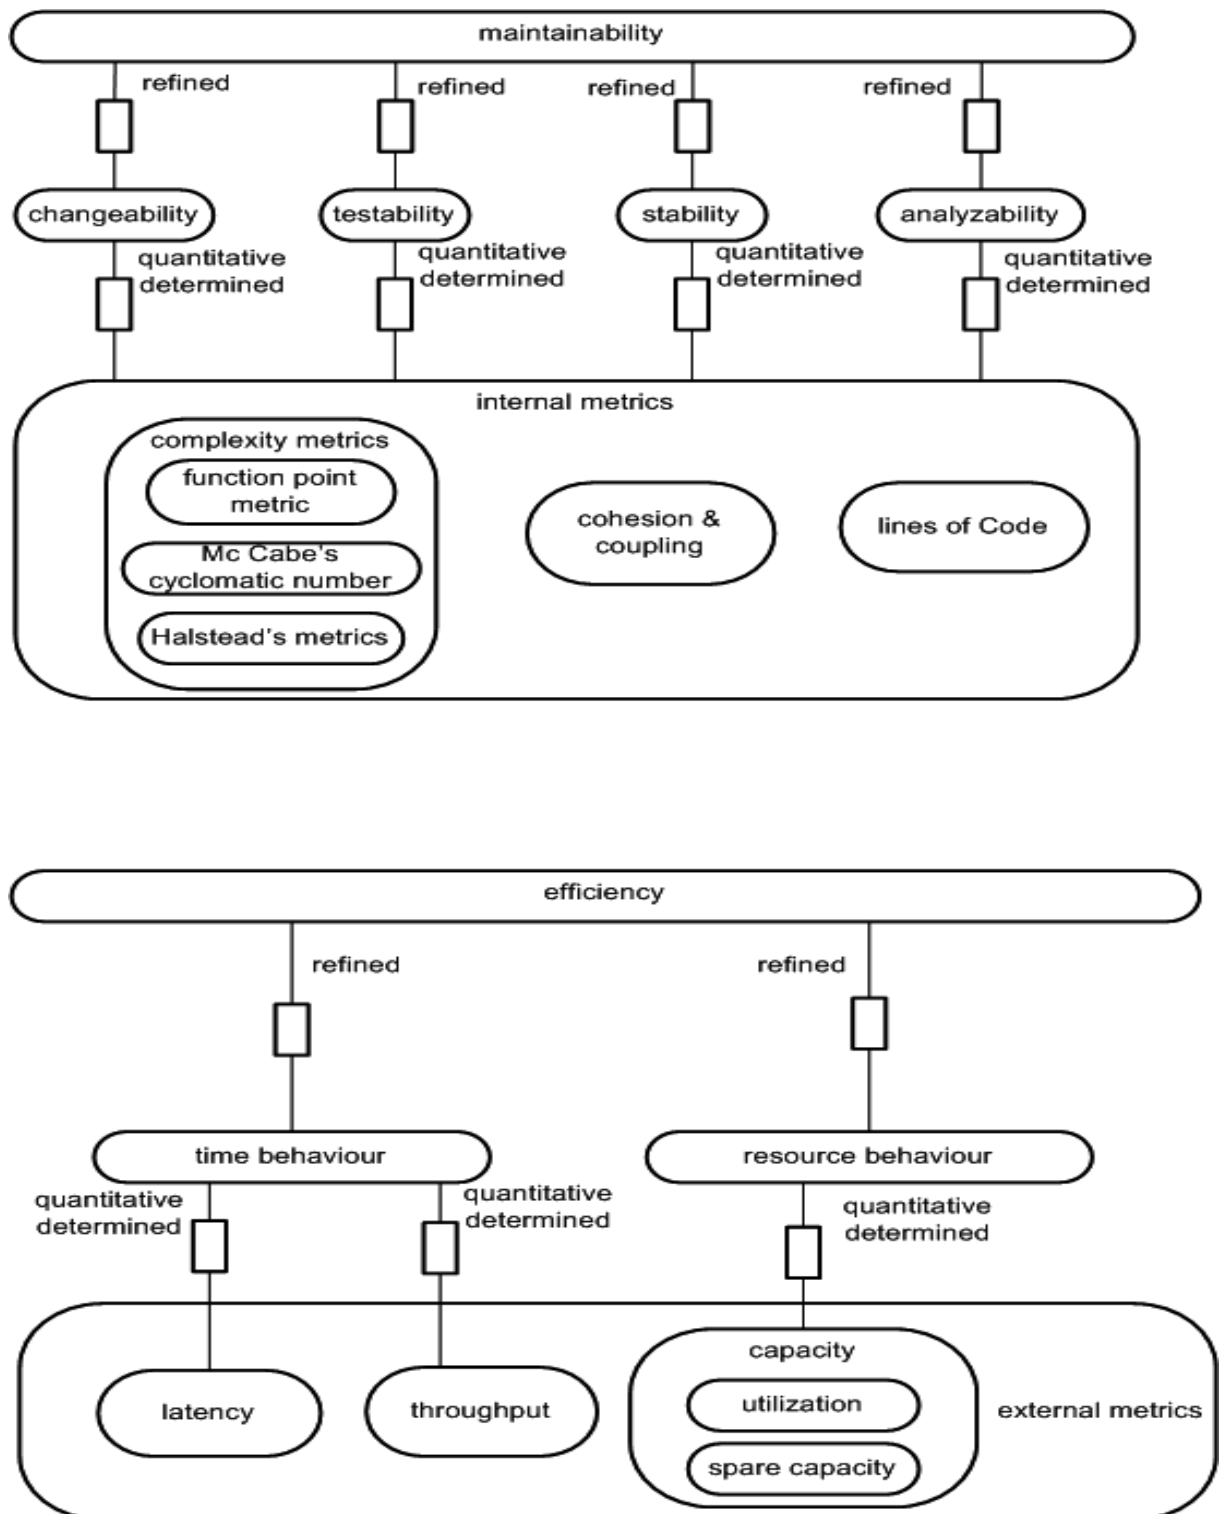 maintainability
refined
refined
refined
refined
changeability
testability
stability
analyzability
quantitative
determined
quantitative
determined
quantitative
determined
quantitative
determined
internal metrics
complexity metrics
function point
metric
Mc Cabe's
cyclomatic number
Halstead's metrics
cohesion &
coupling
lines of Code
efficiency
refined
refined
time behaviour
resource behaviour
quantitative
determined
quantitative
determined
quantitative
determined
latency
throughput
capacity
utilization
spare capacity
external metrics